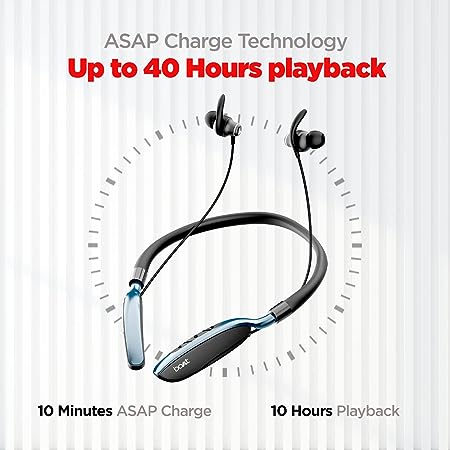 ASAP Charge Technology
Up to 40 Hours playback
boAt
10 Minutes ASAP Charge
10 Hours Playback